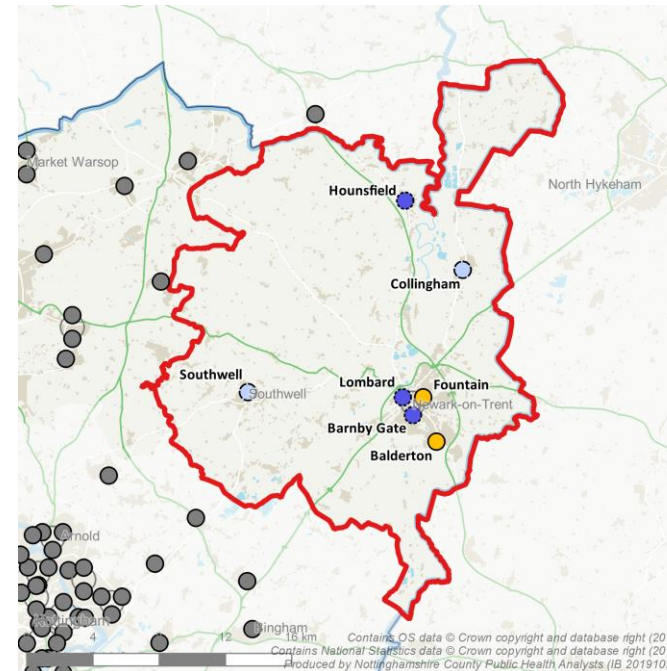 Market Warsop
North Hykeham
Hounsfield
Collingham
Southwell
Southwell
Lombard
Fountain
Newark-on-Trent
Barnby Gate
Balderton
Arnold
Nottingham
Bingham
4
12
16 km
Contains OS data © Crown copyright and database right (20
Contains National Statistics data © Crown copyright and database right (20
Produced by Nottinghamshire County Public Health Analysts (IB 2019)